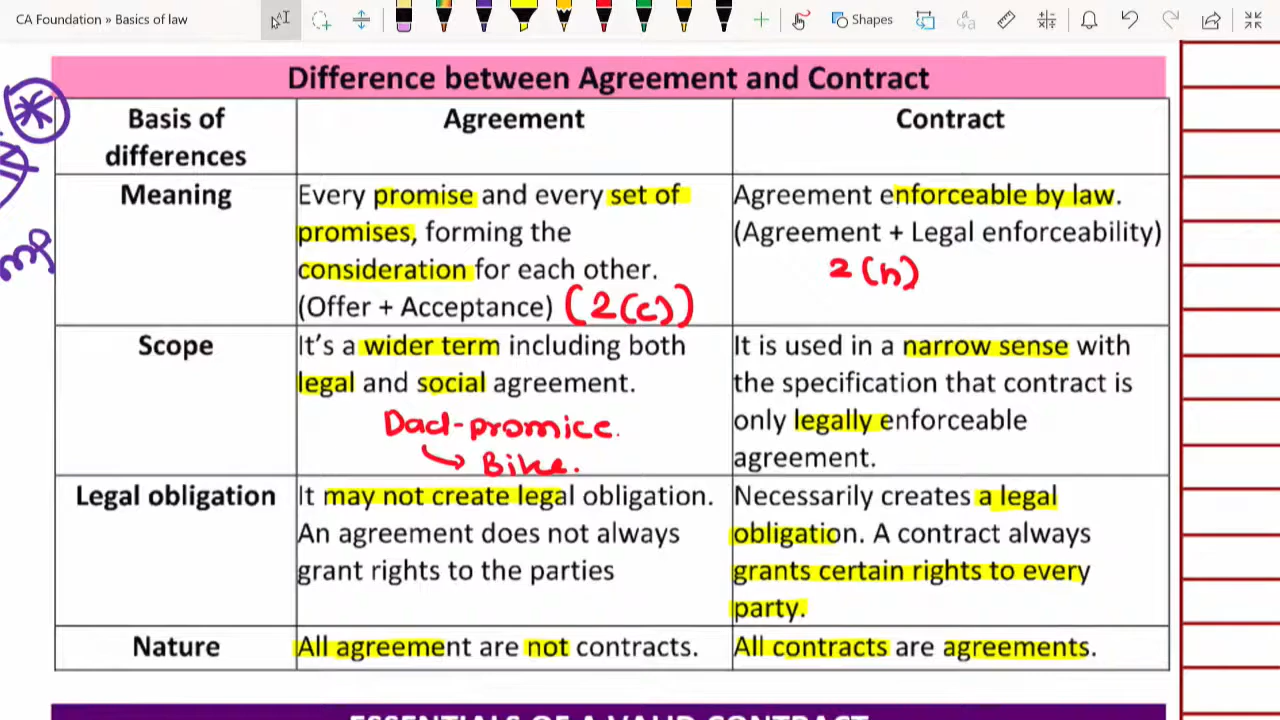 CA Foundation » Basics of law
Shapes
Difference between Agreement and Contract
Basis of
differences
Agreement
Contract
Meaning
Every promise and every set of
promises, forming the
consideration for each other.
(Offer + Acceptance) (2(c))
Agreement enforceable by law.
(Agreement + Legal enforceability)
2(h)
Scope
It's a wider term including both
legal and social agreement.
Dad-promice.
Bike.
It is used in a narrow sense with
the specification that contract is
only legally enforceable
agreement.
Legal obligation
It may not create legal obligation.
An agreement does not always
grant rights to the parties
Necessarily creates a legal
obligation. A contract always
grants certain rights to every
party.
Nature
All agreement are not contracts.
All contracts are agreements.
ESSENTIALS OF A VALID CONTRACT